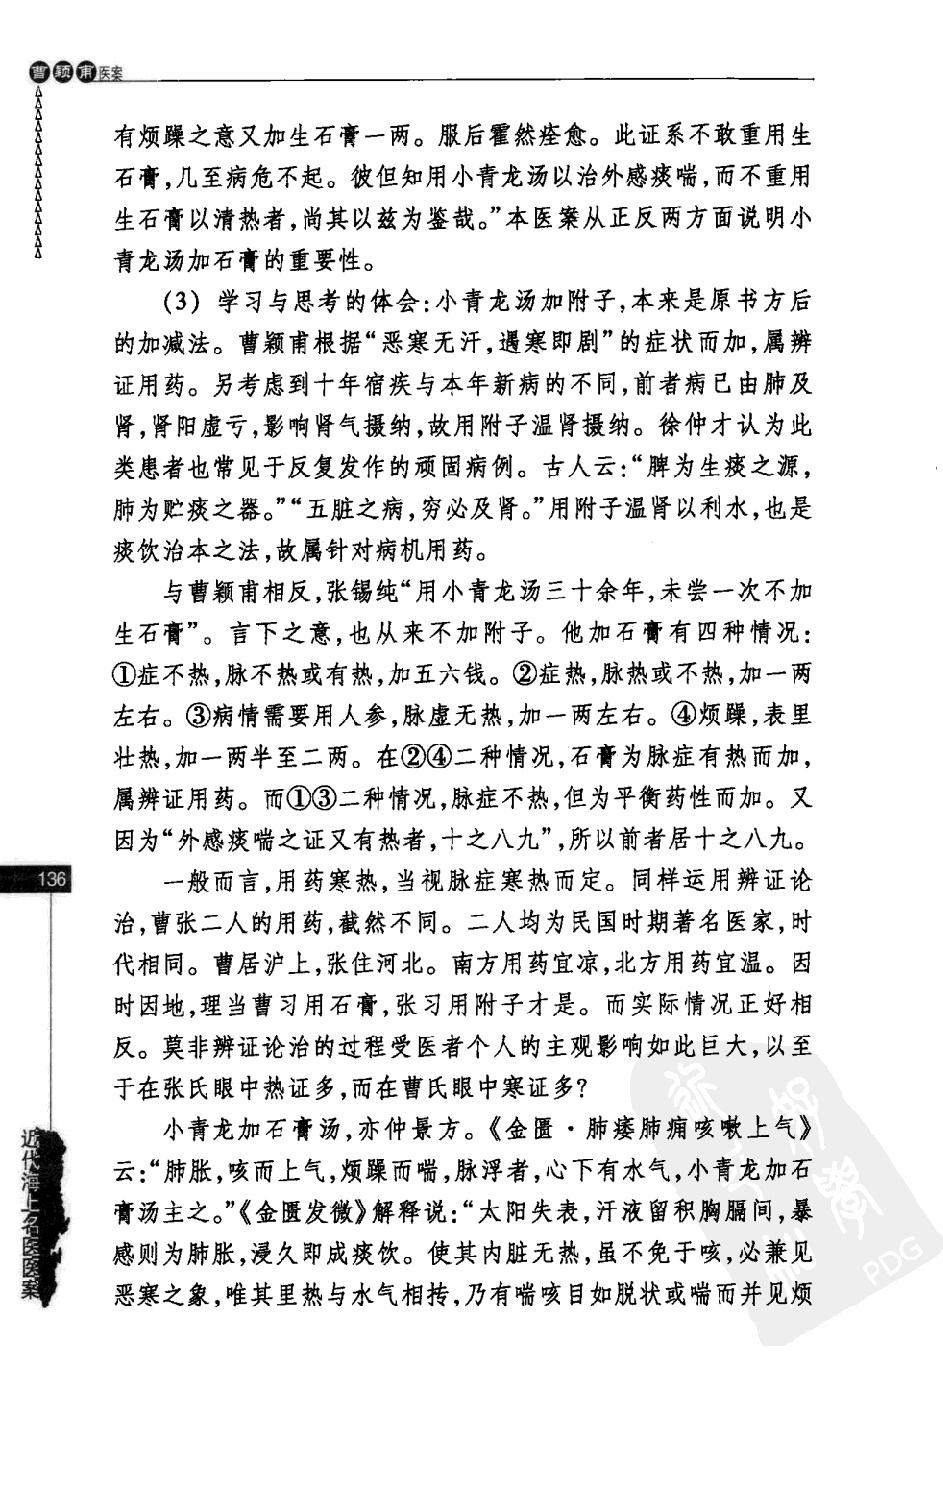 曹颖甫医案
有烦躁之意又加生石膏一两。服后霍然痊愈。此证系不敢重用生
石膏,几至病危不起。彼但知用小青龙汤以治外感痰喘,而不重用
生石膏以清热者,尚其以兹为鉴哉。”本医案从正反两方面说明小
青龙汤加石膏的重要性。
(3) 学习与思考的体会:小青龙汤加附子,本来是原书方后
的加减法。曹颖甫根据“恶寒无汗,遇寒即剧”的症状而加,属辨
证用药。另考虑到十年宿疾与本年新病的不同,前者病已由肺及
肾,肾阳虚亏,影响肾气摄纳,故用附子温肾摄纳。徐仲才认为此
类患者也常见于反复发作的顽固病例。古人云:“脾为生痰之源,
肺为贮痰之器。”“五脏之病,穷必及肾。”用附子温肾以利水,也是
痰饮治本之法,故属针对病机用药。
与曹颖甫相反,张锡纯“用小青龙汤三十余年,未尝一次不加
生石膏”。言下之意,也从来不加附子。他加石膏有四种情况:
①症不热,脉不热或有热,加五六钱。②症热,脉热或不热,加一两
左右。③病情需要用人参,脉虚无热,加一两左右。④烦躁,表里
壮热,加一两半至二两。在②④二种情况,石膏为脉症有热而加,
属辨证用药。而①③二种情况,脉症不热,但为平衡药性而加。又
因为“外感痰喘之证又有热者,十之八九”,所以前者居十之八九。
一般而言,用药寒热,当视脉症寒热而定。同样运用辨证论
治,曹张二人的用药,截然不同。二人均为民国时期著名医家,时
代相同。曹居沪上,张住河北。南方用药宜凉,北方用药宜温。因
时因地,理当曹习用石膏,张习用附子才是。而实际情况正好相
反。莫非辨证论治的过程受医者个人的主观影响如此巨大,以至
于在张氏眼中热证多,而在曹氏眼中寒证多?
小青龙加石膏汤,亦仲景方。《金匮·肺痿肺痈咳嗽上气》
云:“肺胀,咳而上气,烦躁而喘,脉浮者,心下有水气,小青龙加石
膏汤主之。”《金匮发微》解释说:“太阳失表,汗液留积胸膈间,暴
感则为肺胀,浸久即成痰饮。使其内脏无热,虽不免于咳,必兼见
恶寒之象,唯其里热与水气相抟,乃有喘咳目如脱状或喘而并见烦
136
近代海上名医医案
PDG